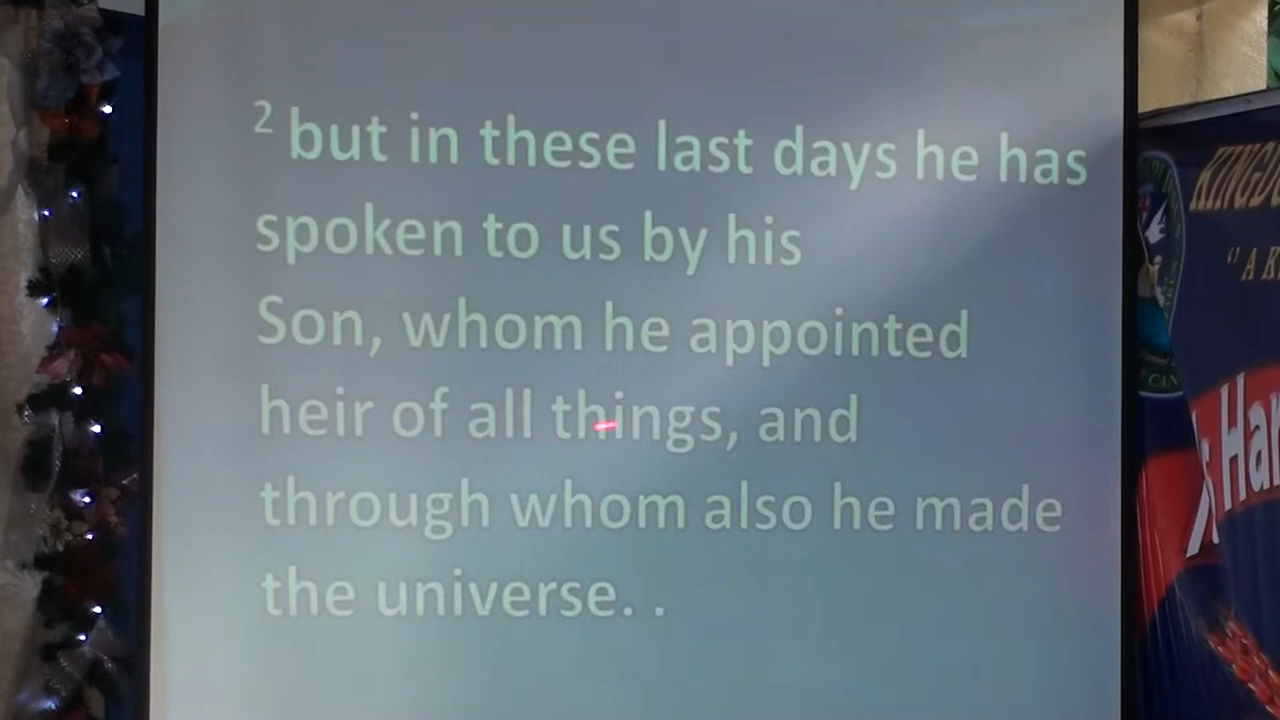 2 but in these last days he has
spoken to us by his
Son, whom he appointed
heir of all things, and
through whom also he made
the universe. .